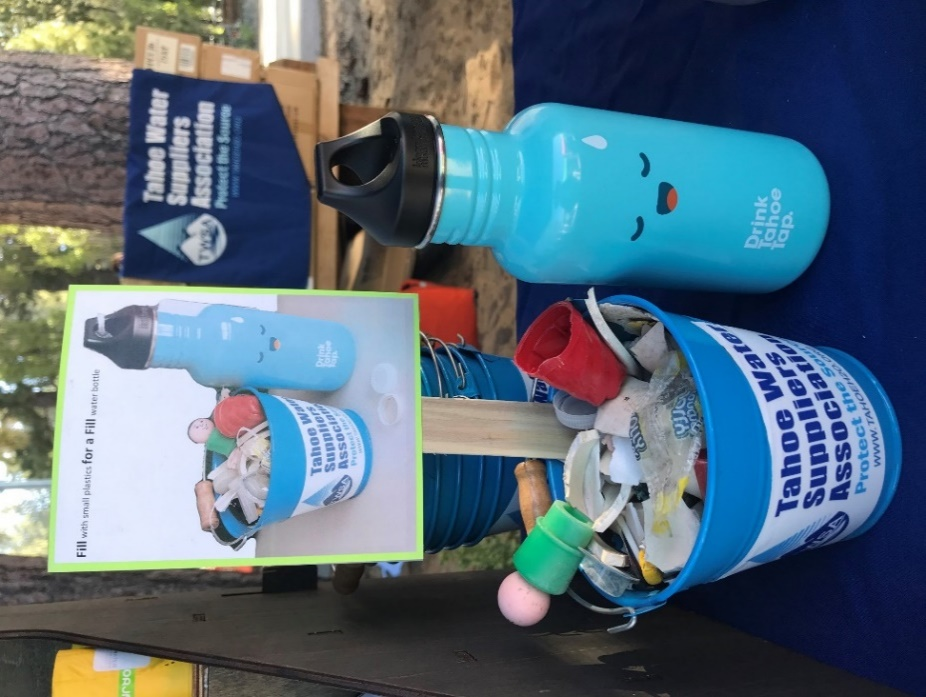 Tahoe Water
Suppliers
Association
Protect the Source
TWSA
Fill with small plastics for a Fill water bottle
Drink
Tahoe
Tap.
Tahoe Water
Suppliers
Association
Protect
TWSA
Drink
Tahoe
Tap.
Tahoe Water
Suppliers
Association
Protect the Source